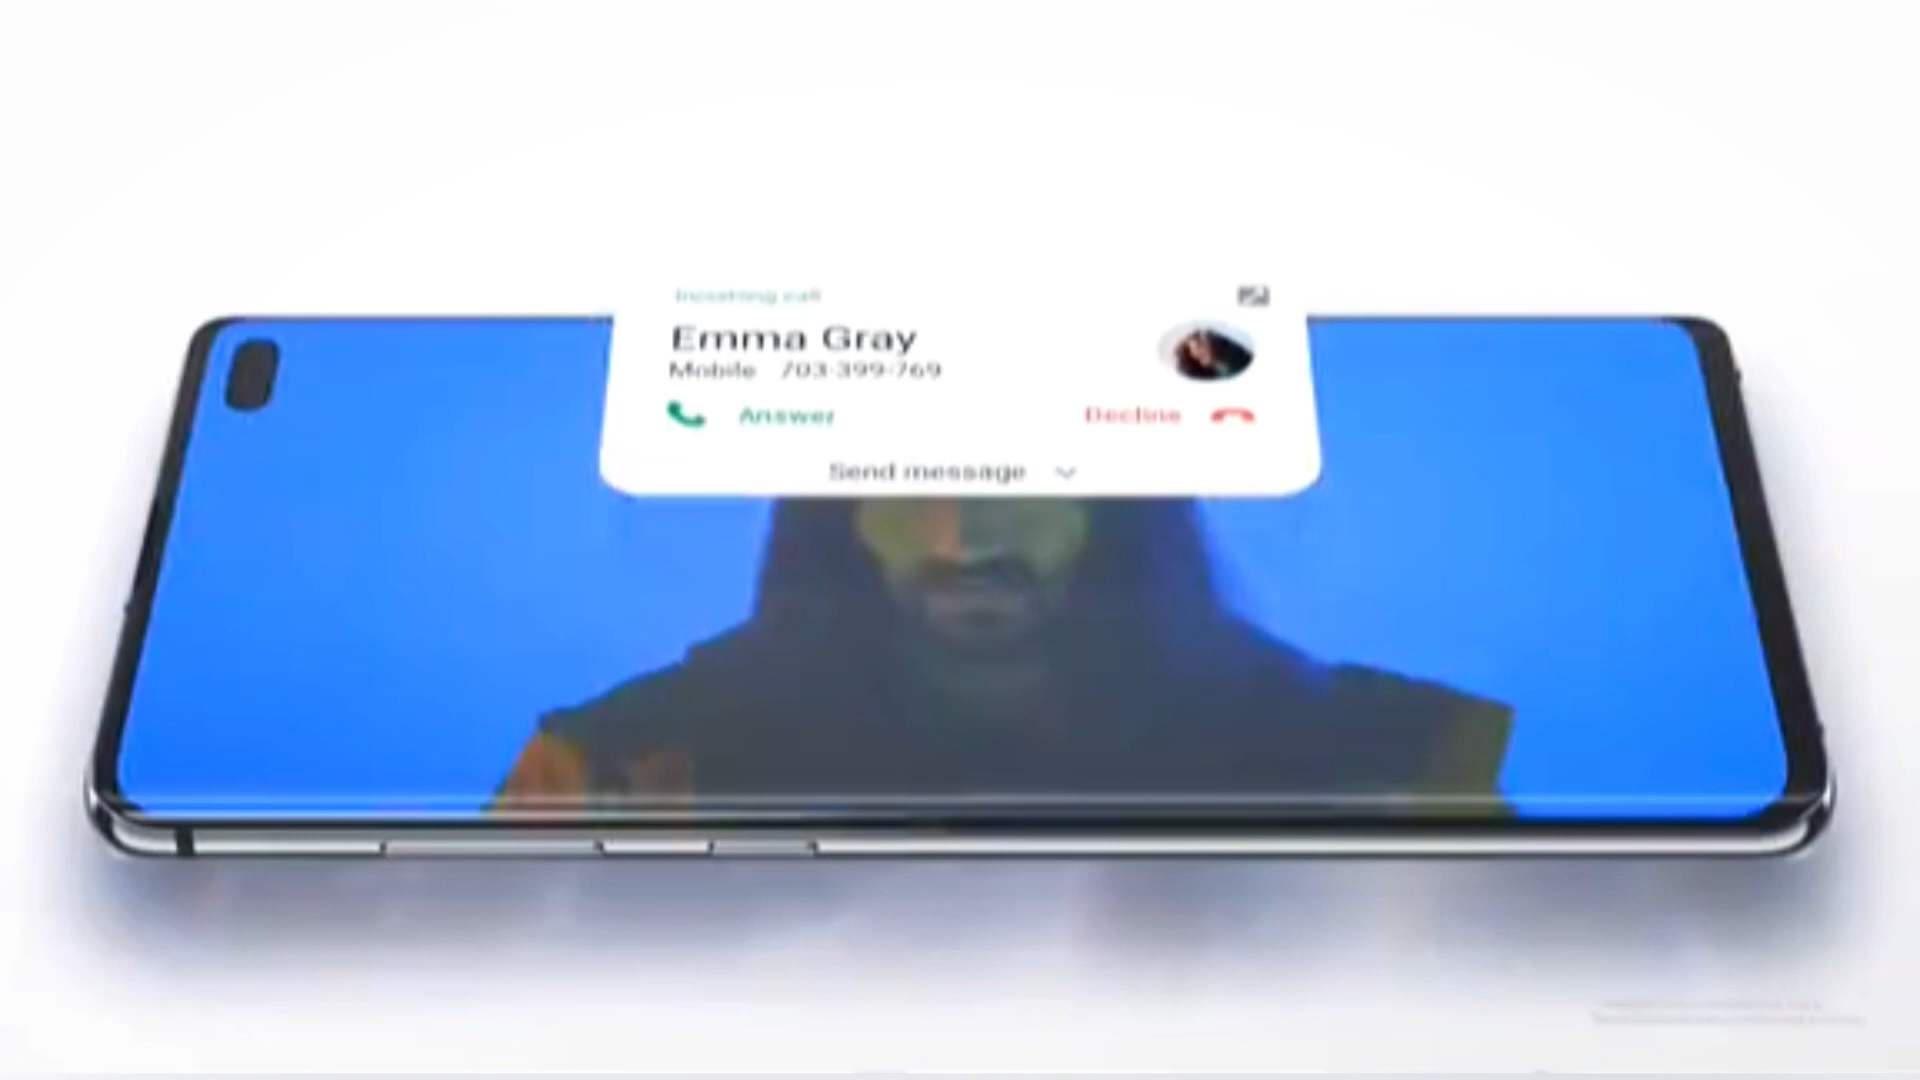 Incoming call
Emma Gray
Mobile 703-399-769
Answer
Decline
Send message